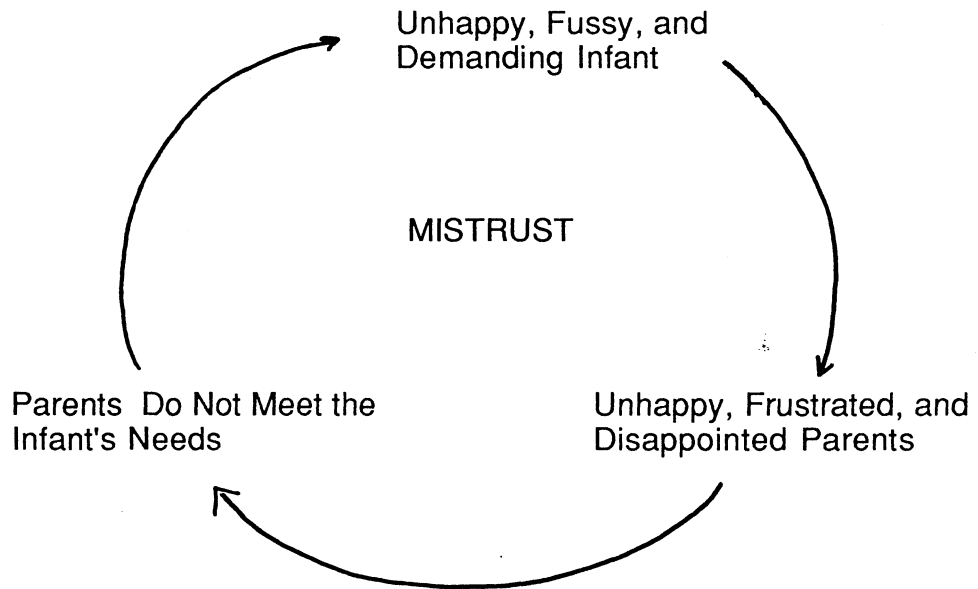 Unhappy, Fussy, and
Demanding Infant
MISTRUST
Parents Do Not Meet the
Infant's Needs
Unhappy, Frustrated, and
Disappointed Parents